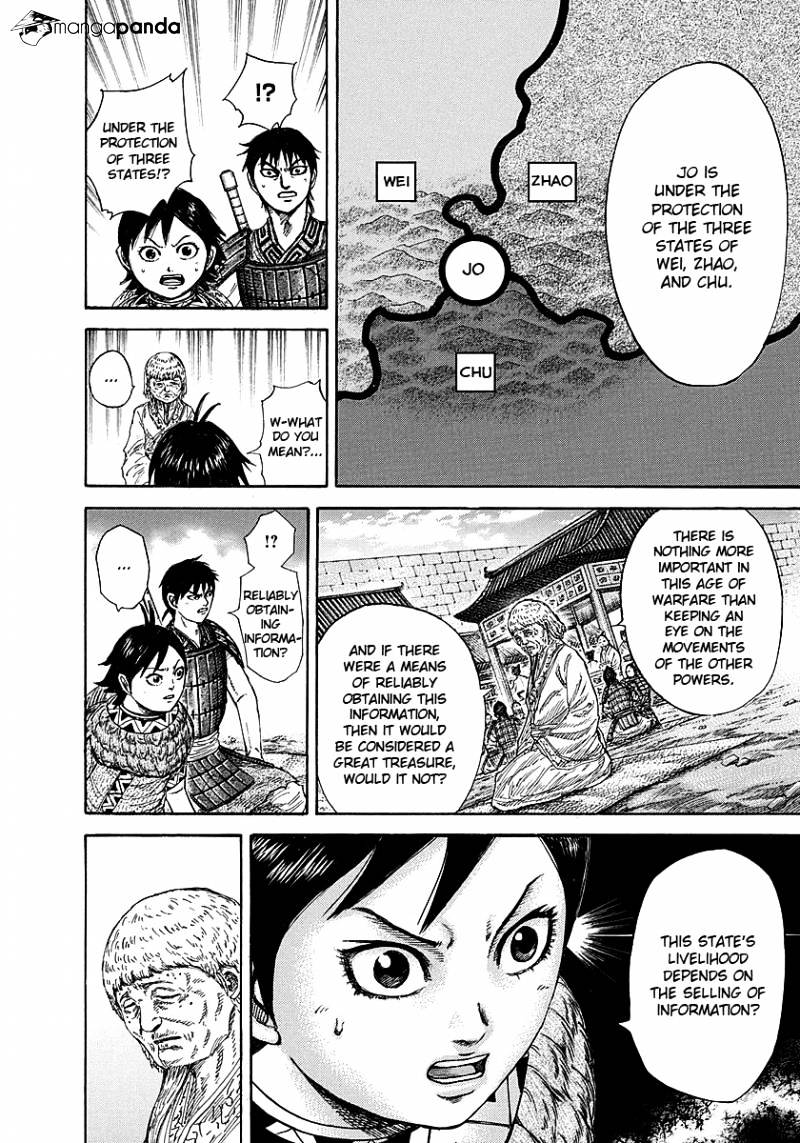 mangapanda
JO IS
UNDER THE
PROTECTION
OF THE THREE
STATES OF
WEI, ZHAO,
AND CHU.
WEI
ZHAO
JO
CHU
!?
UNDER THE
PROTECTION
OF THREE
STATES!?
W-WHAT
DO YOU
MEAN?...
...
THERE IS
NOTHING MORE
IMPORTANT IN
THIS AGE OF
WARFARE THAN
KEEPING AN
EYE ON THE
MOVEMENTS
OF THE OTHER
POWERS.
AND IF THERE
WERE A MEANS
OF RELIABLY
OBTAINING THIS
INFORMATION,
THEN IT WOULD
BE CONSIDERED A
GREAT TREASURE,
WOULD IT NOT?
!?
RELIABLY
OBTAIN-
ING
INFORMA-
TION?
...
THIS STATE'S
LIVELIHOOD
DEPENDS ON
THE SELLING OF
INFORMATION?